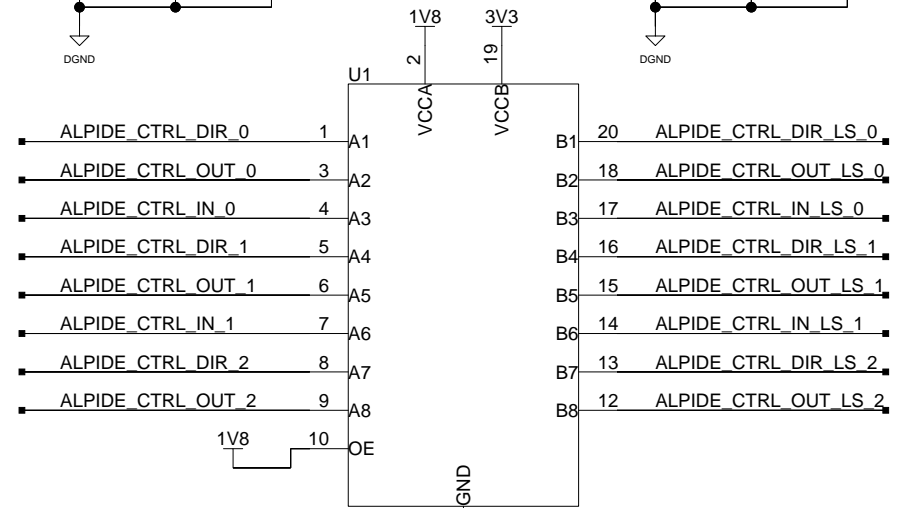 1V8 3V3
DGND DGND
2 19
U1
VCCA VCCB
ALPIDE_CTRL_DIR_0 1 A1 B1 20 ALPIDE_CTRL_DIR_LS_0
ALPIDE_CTRL_OUT_0 3 A2 B2 18 ALPIDE_CTRL_OUT_LS_0
ALPIDE_CTRL_IN_0 4 A3 B3 17 ALPIDE_CTRL_IN_LS_0
ALPIDE_CTRL_DIR_1 5 A4 B4 16 ALPIDE_CTRL_DIR_LS_1
ALPIDE_CTRL_OUT_1 6 A5 B5 15 ALPIDE_CTRL_OUT_LS_1
ALPIDE_CTRL_IN_1 7 A6 B6 14 ALPIDE_CTRL_IN_LS_1
ALPIDE_CTRL_DIR_2 8 A7 B7 13 ALPIDE_CTRL_DIR_LS_2
ALPIDE_CTRL_OUT_2 9 A8 B8 12 ALPIDE_CTRL_OUT_LS_2
1V8 10 OE
GND